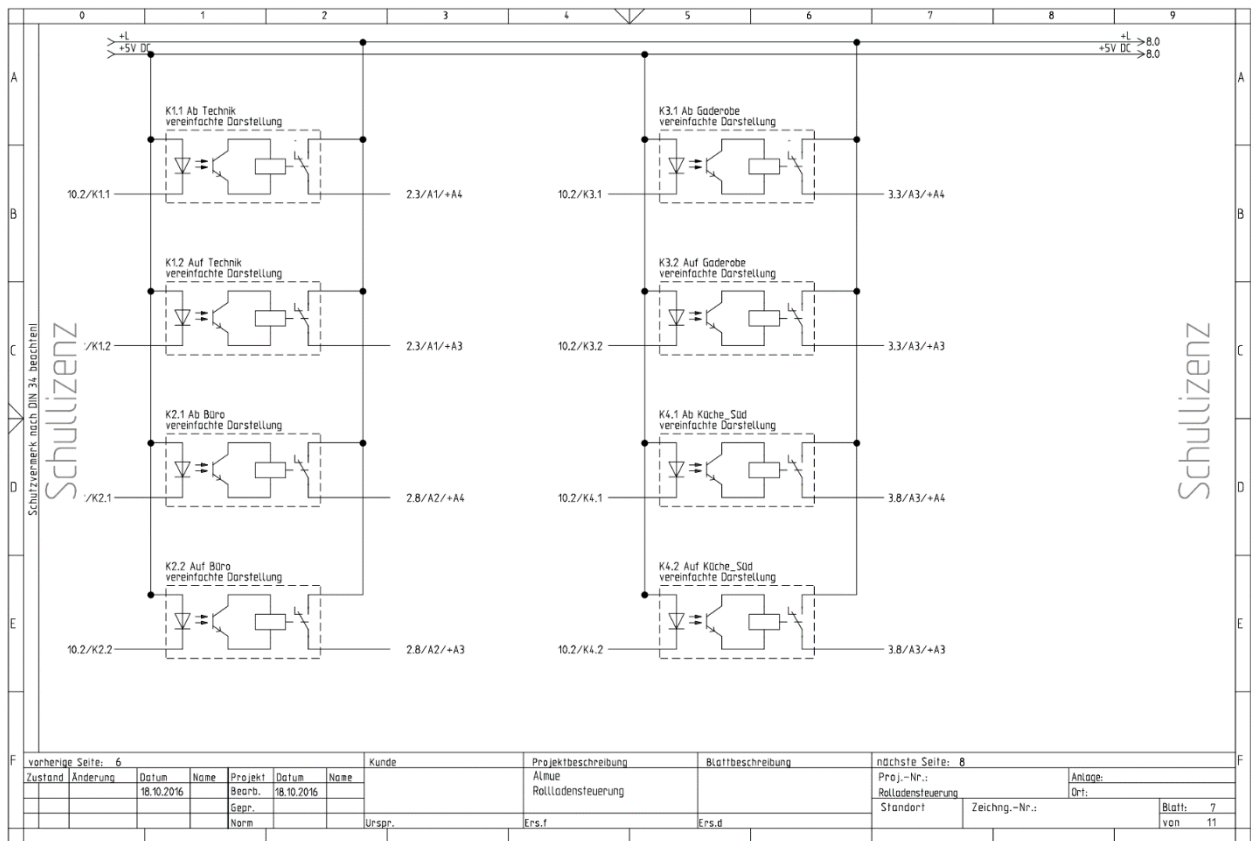 0 1 2 3 4 5 6 7 8 9
+L
+5V DC
+L 8.0
+5V DC 8.0
A
A
K1.1 Ab Technik
vereinfachte Darstellung
10.2/K1.1
2.3/A1/+A4
K3.1 Ab Gaderobe
vereinfachte Darstellung
10.2/K3.1
3.3/A3/+A4
B
B
K1.2 Auf Technik
vereinfachte Darstellung
/K1.2
2.3/A1/+A3
K3.2 Auf Gaderobe
vereinfachte Darstellung
10.2/K3.2
3.3/A3/+A3
C
C
Schutzvermerk nach DIN 34 beachten!
Schullizenz
Schullizenz
K2.1 Ab Büro
vereinfachte Darstellung
/K2.1
2.8/A2/+A4
K4.1 Ab Küche_Süd
vereinfachte Darstellung
10.2/K4.1
3.8/A3/+A4
D
D
K2.2 Auf Büro
vereinfachte Darstellung
10.2/K2.2
2.8/A2/+A3
K4.2 Auf Küche_Süd
vereinfachte Darstellung
10.2/K4.2
3.8/A3/+A3
E
E
F
F
vorherige Seite: 6
Kunde
Projektbeschreibung
Blattbeschreibung
nächste Seite: 8
Zustand Änderung Datum Name Projekt Datum Name
Almue
Proj.-Nr.:
Anlage:
18.10.2016 Bearb. 18.10.2016
Rollladensteuerung
Rolladensteuerung
Ort:
Gepr.
Standort
Zeichng.-Nr.:
Blatt: 7
Norm
Urspr.
Ers.f
Ers.d
von 11